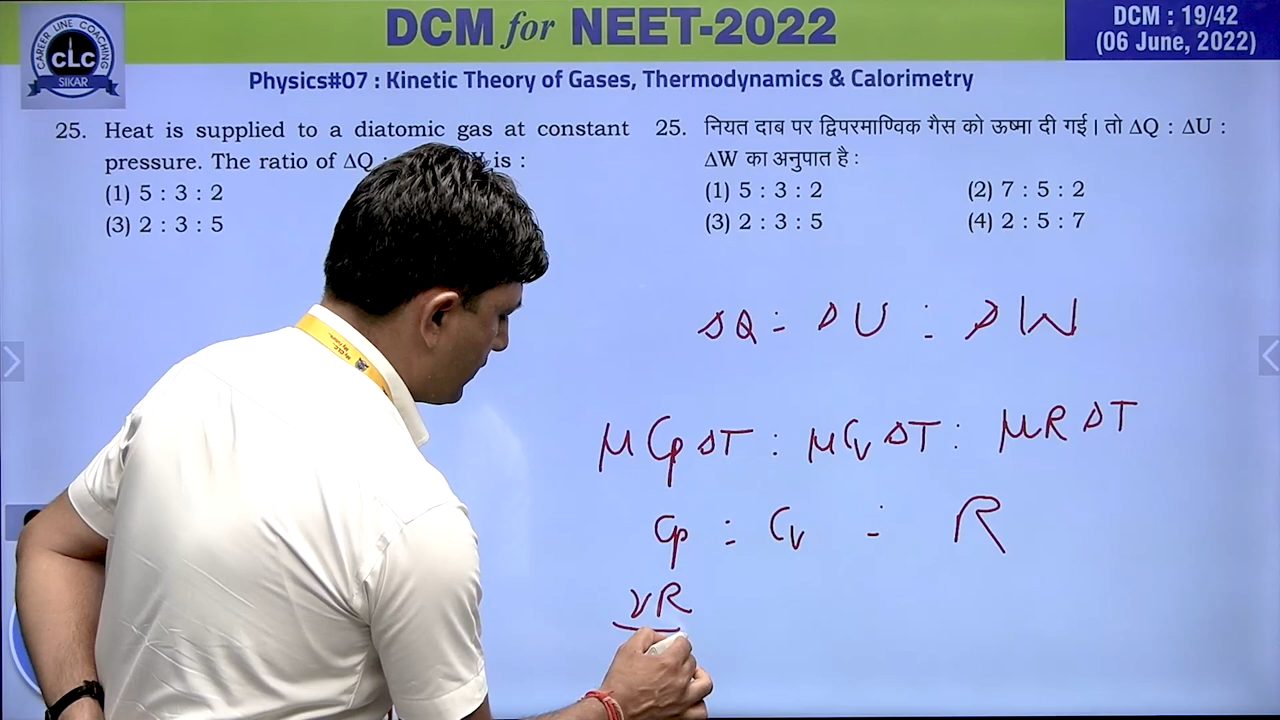 DCM for NEET-2022
DCM : 19/42
(06 June, 2022)
CAREER LINE COACHING
CLC
SIKAR
Physics#07 : Kinetic Theory of Gases, Thermodynamics & Calorimetry
25. Heat is supplied to a diatomic gas at constant
pressure. The ratio of ΔQ : is :
(1) 5 : 3 : 2
(3) 2 : 3 : 5
25. नियत दाब पर द्विपरमाण्विक गैस को ऊष्मा दी गई। तो ΔQ : ΔU :
ΔW का अनुपात है :
(1) 5 : 3 : 2 (2) 7 : 5 : 2
(3) 2 : 3 : 5 (4) 2 : 5 : 7
ΔQ : ΔU : ΔW
μCpΔT : μCvΔT : μRΔT
Cp : Cv : R
γR